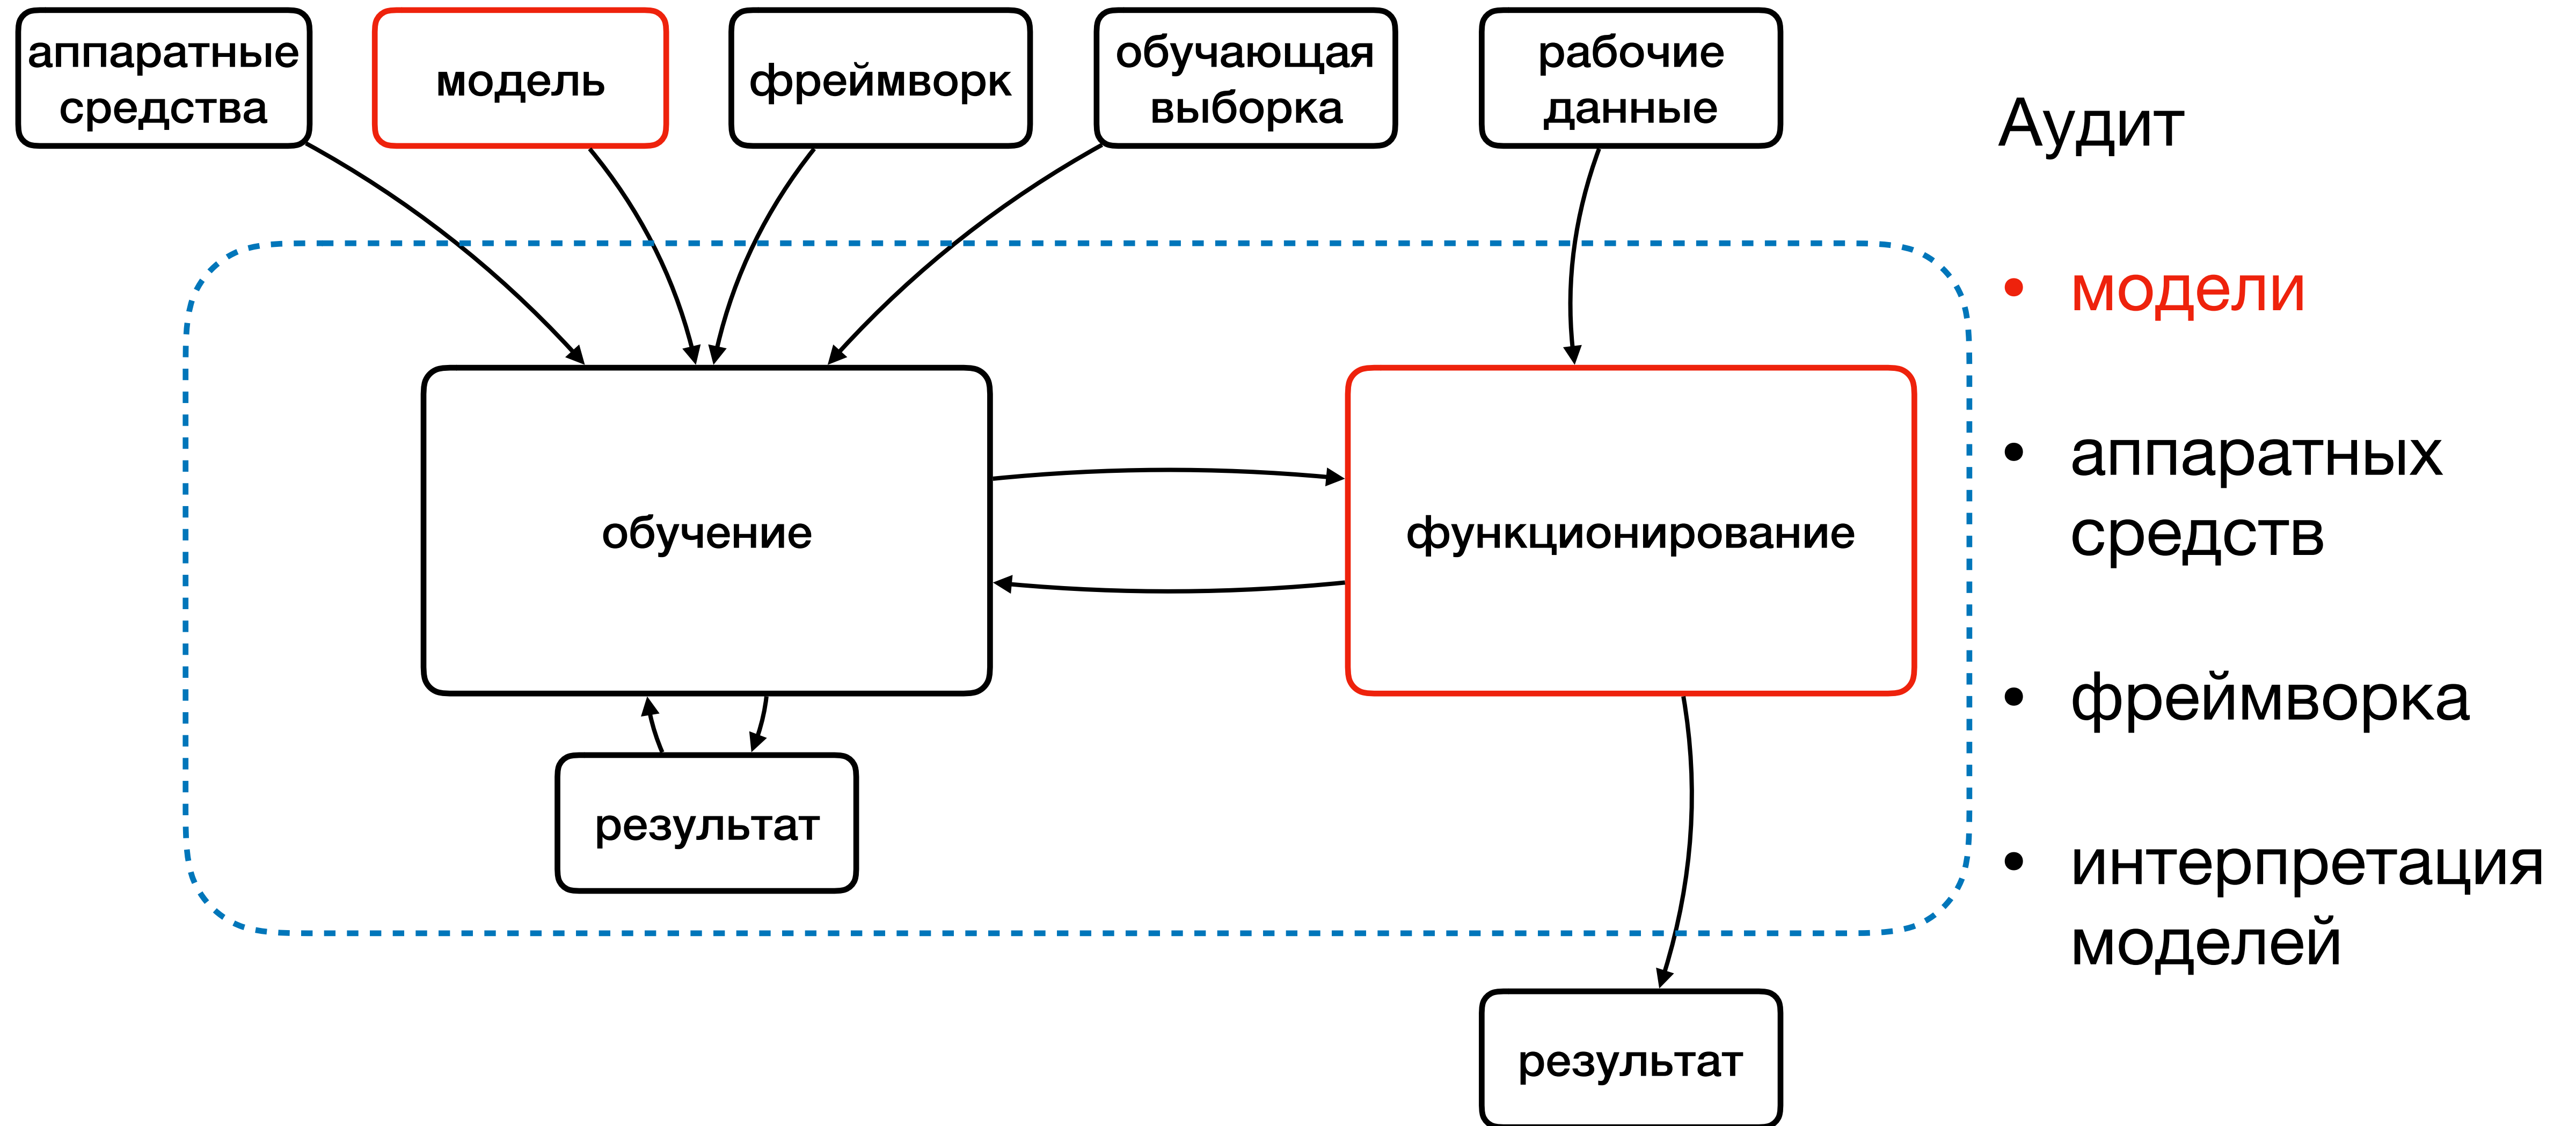 аппаратные
средства
модель
фреймворк
обучающая
выборка
рабочие
данные
обучение
функционирование
результат
результат
Аудит
• модели
• аппаратных
средств
• фреймворка
• интерпретация
моделей